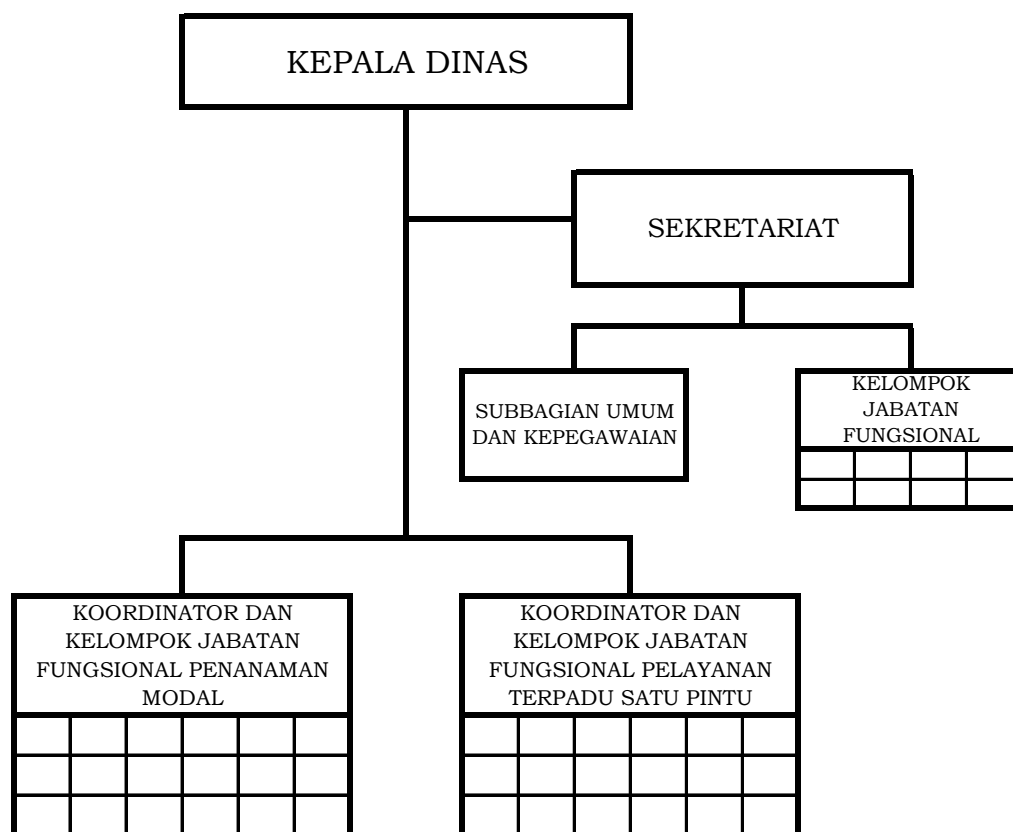 KEPALA DINAS
SEKRETARIAT
SUBBAGIAN UMUM
DAN KEPEGAWAIAN
KELOMPOK
JABATAN
FUNGSIONAL
KOORDINATOR DAN
KELOMPOK JABATAN
FUNGSIONAL PENANAMAN
MODAL
KOORDINATOR DAN
KELOMPOK JABATAN
FUNGSIONAL PELAYANAN
TERPADU SATU PINTU